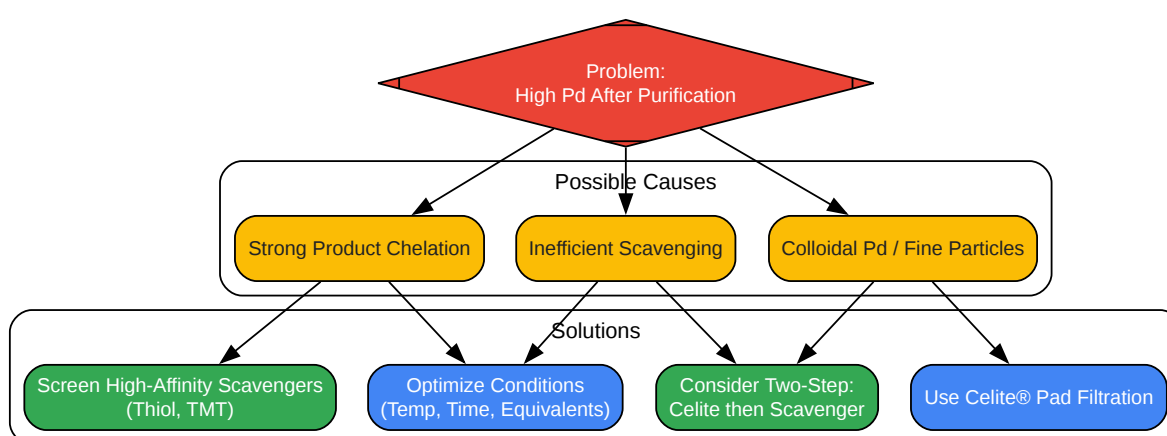 Problem:
High Pd After Purification
Possible Causes
Strong Product Chelation
Inefficient Scavenging
Colloidal Pd / Fine Particles
Solutions
Screen High-Affinity Scavengers
(Thiol, TMT)
Optimize Conditions
(Temp, Time, Equivalents)
Consider Two-Step:
Celite then Scavenger
Use Celite® Pad Filtration